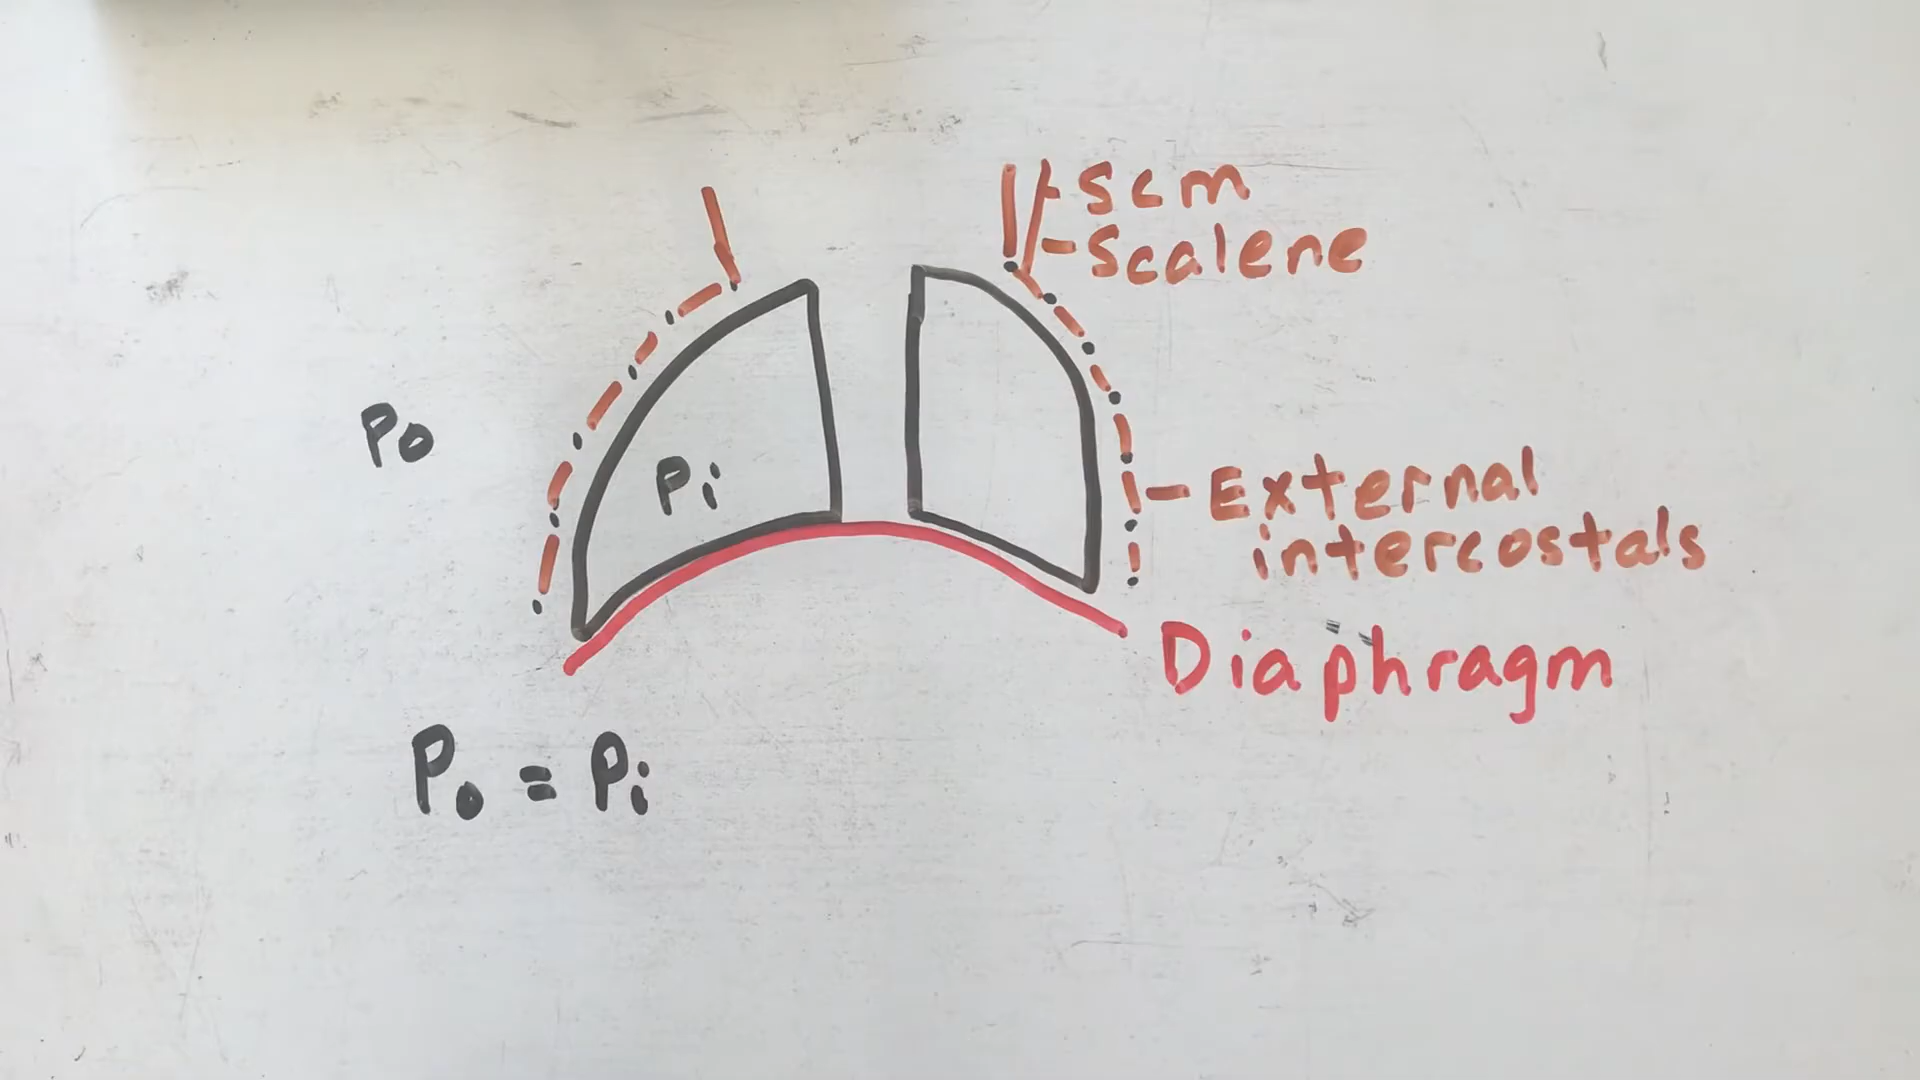 Scm
Scalene
Po
Pi
External
intercostals
Diaphragm
Po = Pi